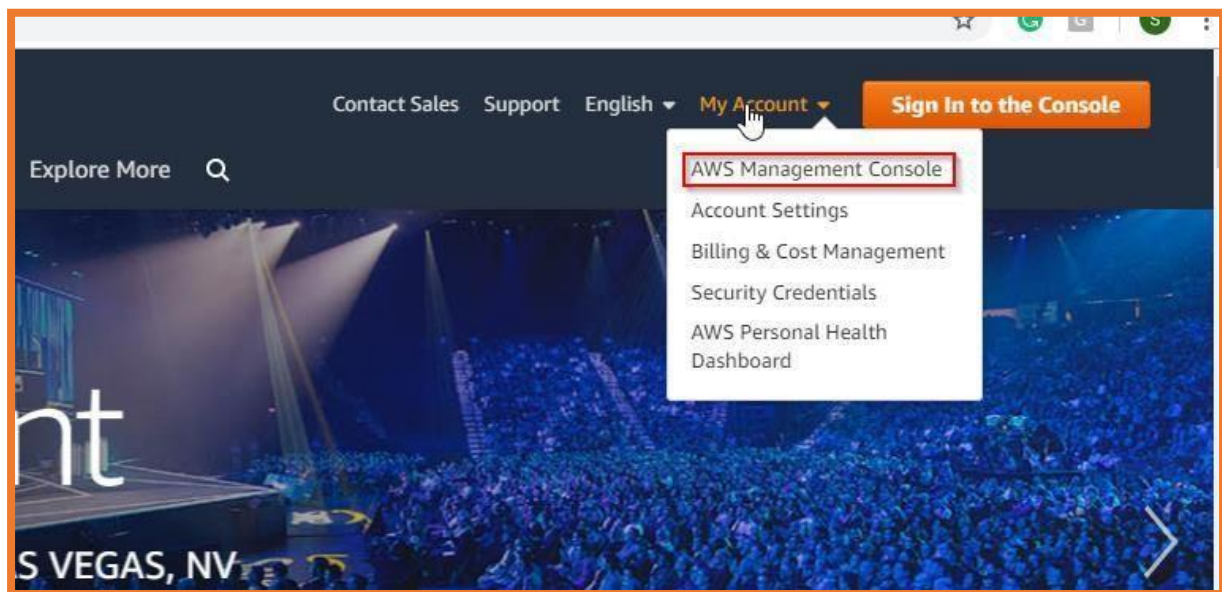 G
S
Contact Sales Support English My Account Sign In to the Console
Explore More
AWS Management Console
Account Settings
Billing & Cost Management
Security Credentials
AWS Personal Health
Dashboard
nt
S VEGAS, NV